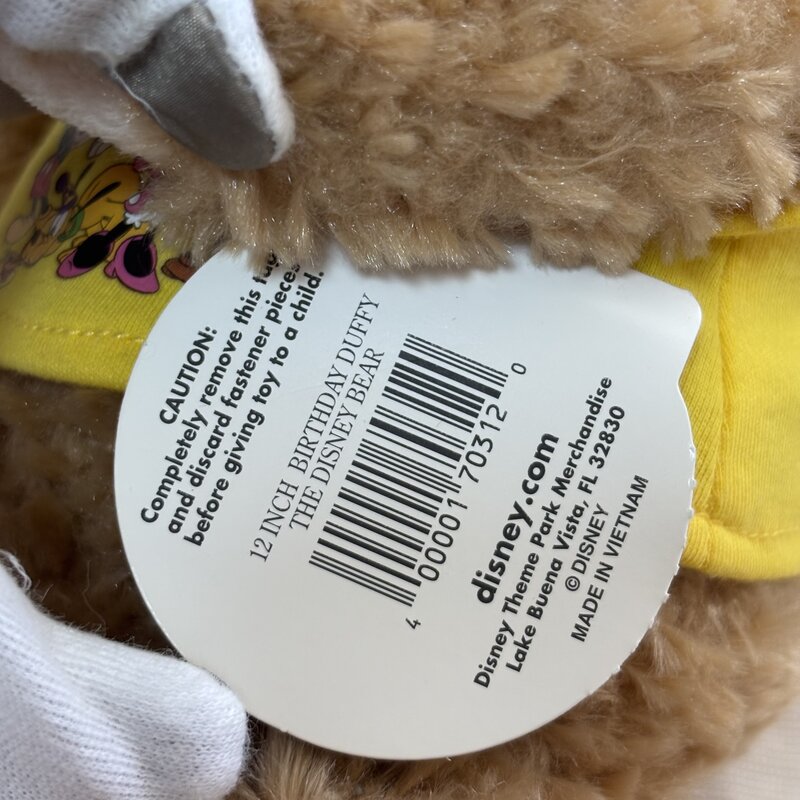 CAUTION:
Completely remove this tag
and discard fastener pieces
before giving toy to a child.
12 INCH BIRTHDAY DUFFY
THE DISNEY BEAR
4 00001 70312 0
disney.com
Disney Theme Park Merchandise
Lake Buena Vista, FL 32830
© DISNEY
MADE IN VIETNAM